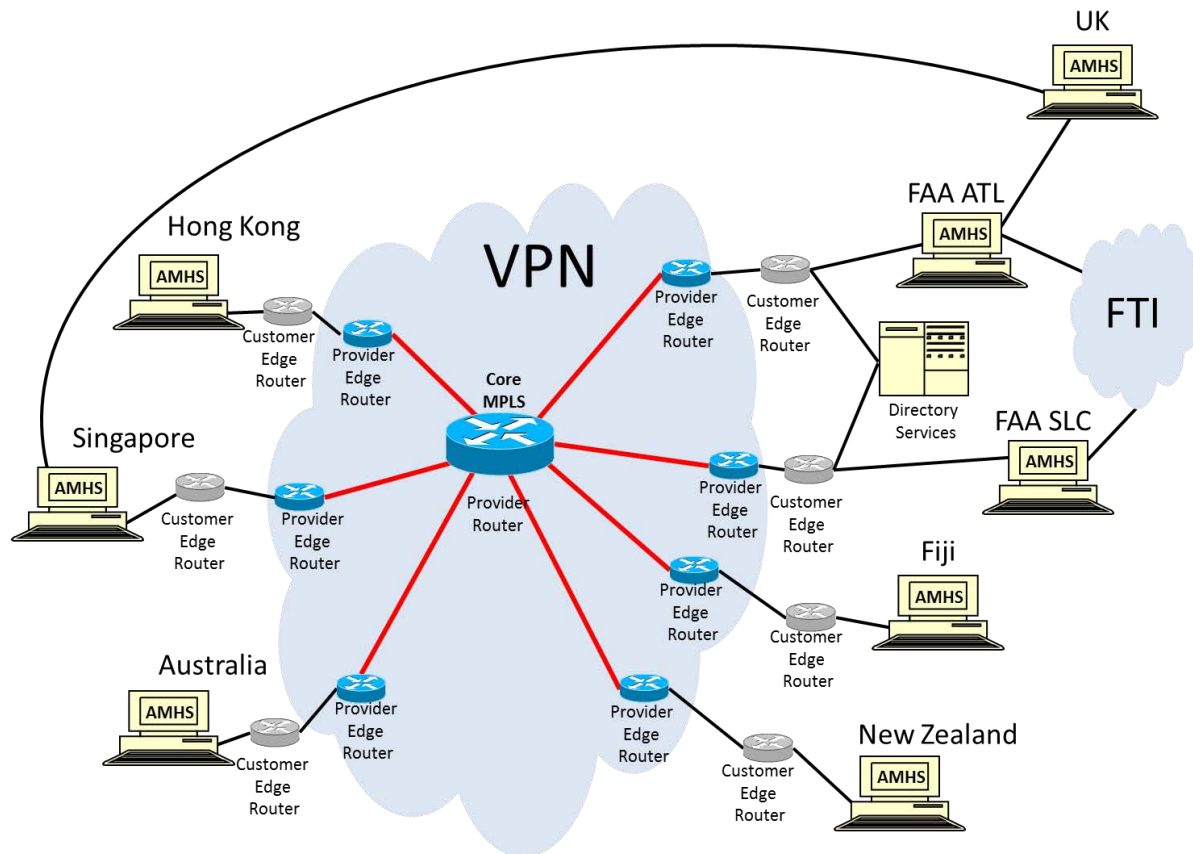 UK
AMHS
FAA ATL
AMHS
Hong Kong
AMHS
Customer
Edge
Router
Provider
Edge
Router
VPN
Provider
Edge
Router
Customer
Edge
Router
FTI
Directory
Services
Core
MPLS
Provider
Router
Singapore
AMHS
Customer
Edge
Router
Provider
Edge
Router
Provider
Edge
Router
Customer
Edge
Router
FAA SLC
AMHS
Provider
Edge
Router
Customer
Edge
Router
Fiji
AMHS
Australia
AMHS
Customer
Edge
Router
Provider
Edge
Router
Provider
Edge
Router
Customer
Edge
Router
New Zealand
AMHS